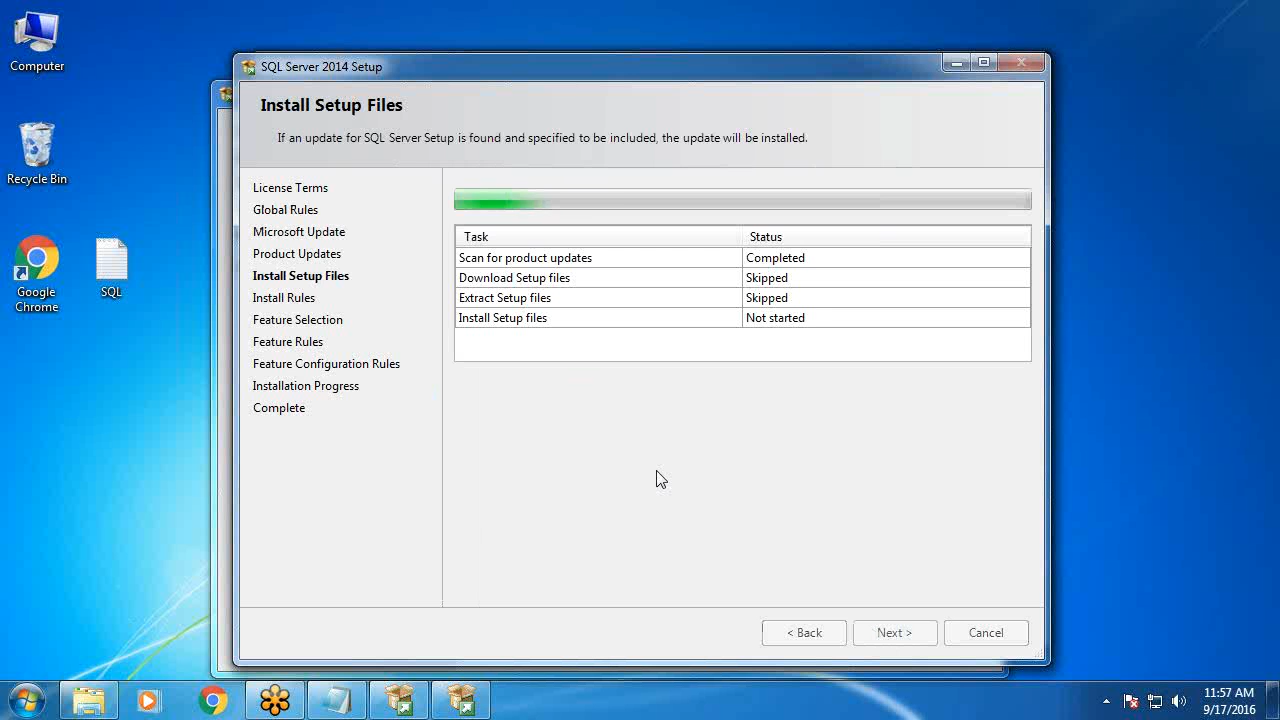 Computer
Recycle Bin
Google
Chrome
SQL
SQL Server 2014 Setup
Install Setup Files
If an update for SQL Server Setup is found and specified to be included, the update will be installed.
License Terms
Global Rules
Microsoft Update
Product Updates
Install Setup Files
Install Rules
Feature Selection
Feature Rules
Feature Configuration Rules
Installation Progress
Complete
Task Status
Scan for product updates Completed
Download Setup files Skipped
Extract Setup files Skipped
Install Setup files Not started
< Back Next > Cancel
11:57 AM
9/17/2016